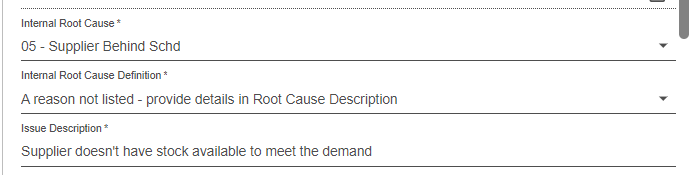 Internal Root Cause *
05 - Supplier Behind Schd
Internal Root Cause Definition *
A reason not listed - provide details in Root Cause Description
Issue Description *
Supplier doesn't have stock available to meet the demand